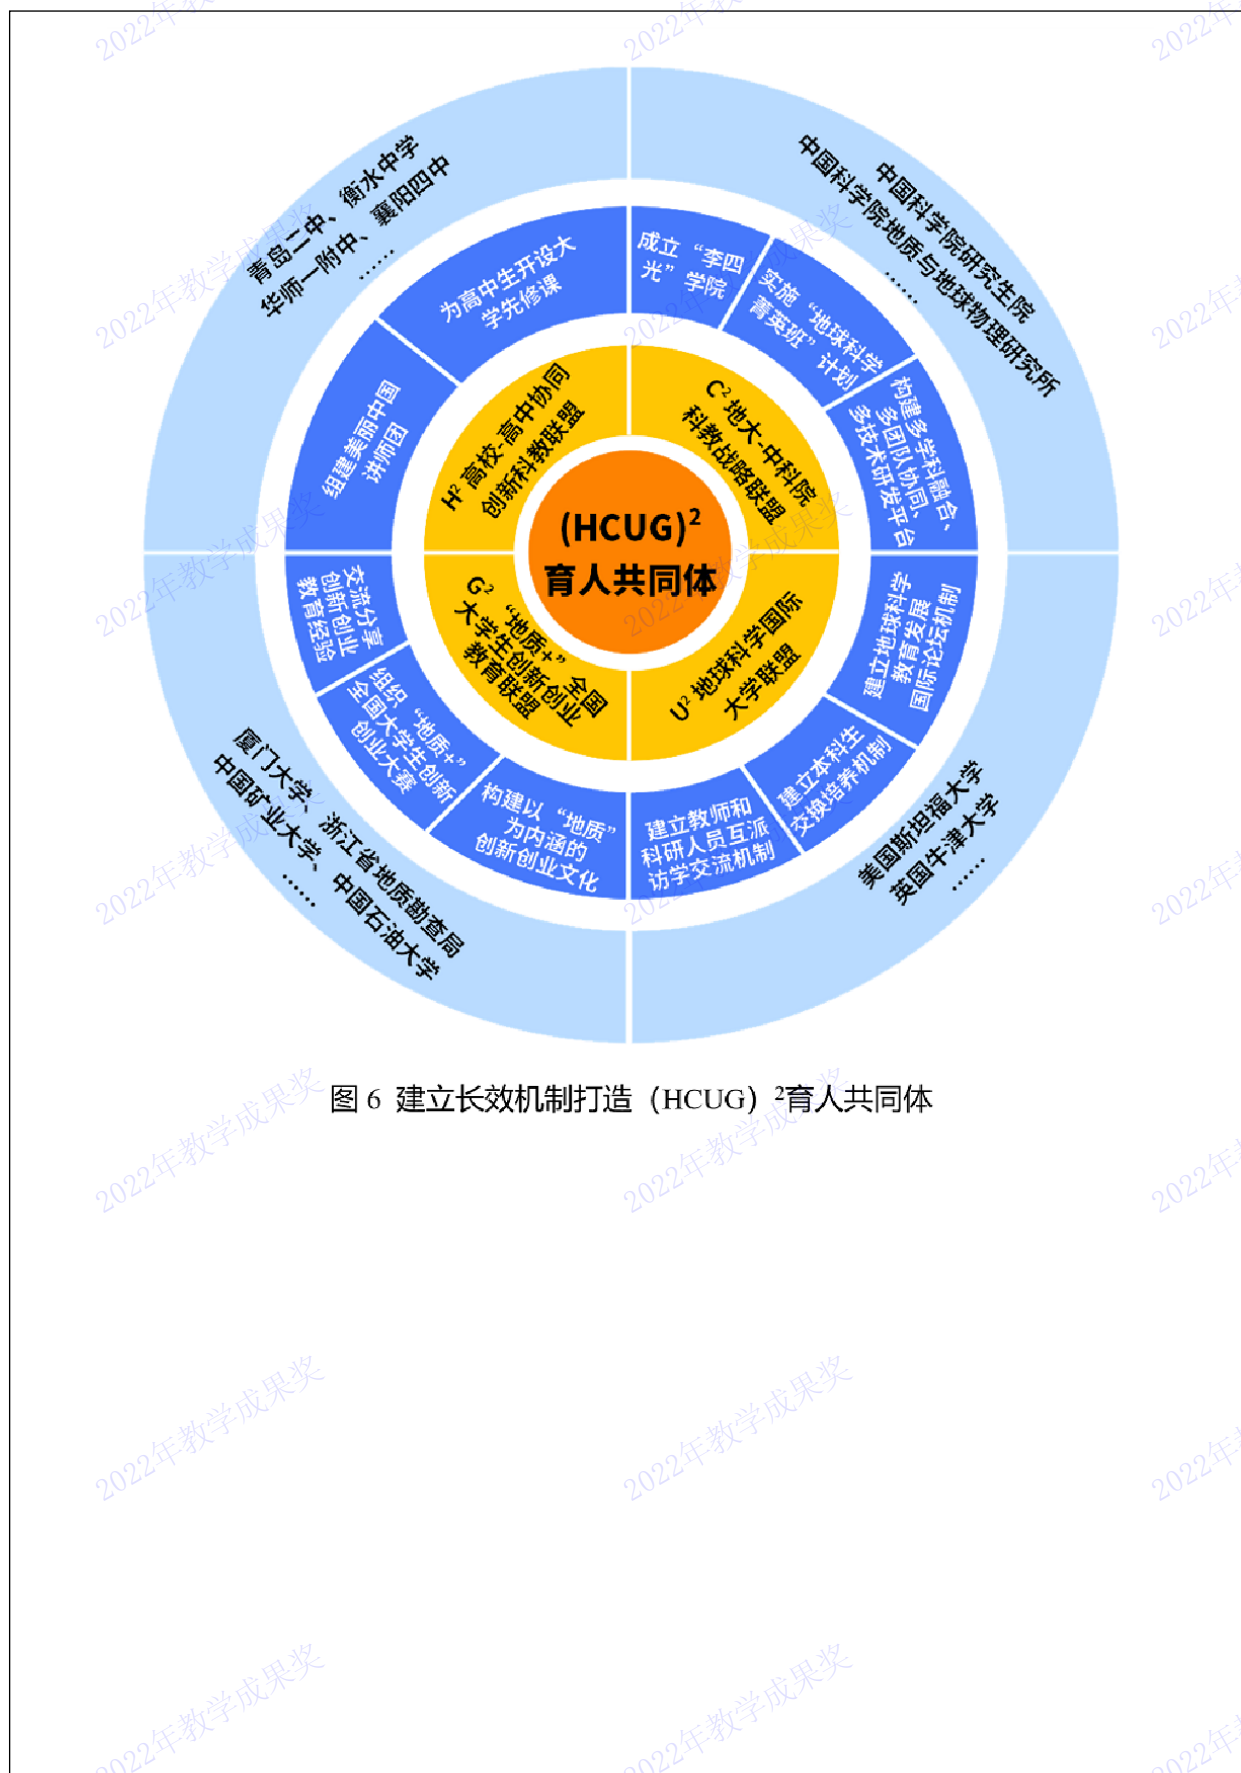 青岛二中、衡水中学
华师一附中、襄阳四中
……
中国科学院研究生院
中国科学院地质与地球物理研究所
……
为高中生开设大
学先修课
组建美丽中国
讲师团
成立“李四
光”学院
实施“地球科学
菁英班”计划
构建多学科融合、
多团队协同、
多技术研发平台
H²高校-高中协同
创新科教联盟
C²地大-中科院
科教战略联盟
(HCUG)²
育人共同体
G²“地质+”全国
大学生创新创业
教育联盟
U²地球科学国际
大学联盟
交流分享
创新创业
教育经验
组织“地质+”
全国大学生创新
创业大赛
构建以“地质”
为内涵的
创新创业文化
建立教师和
科研人员互派
访学交流机制
建立本科生
交换培养机制
建立地球科学
教育发展
国际论坛机制
厦门大学、浙江省地质勘查局
中国矿业大学、中国石油大学
……
美国斯坦福大学
英国牛津大学
……
图 6 建立长效机制打造（HCUG）²育人共同体
2022年教学成果奖